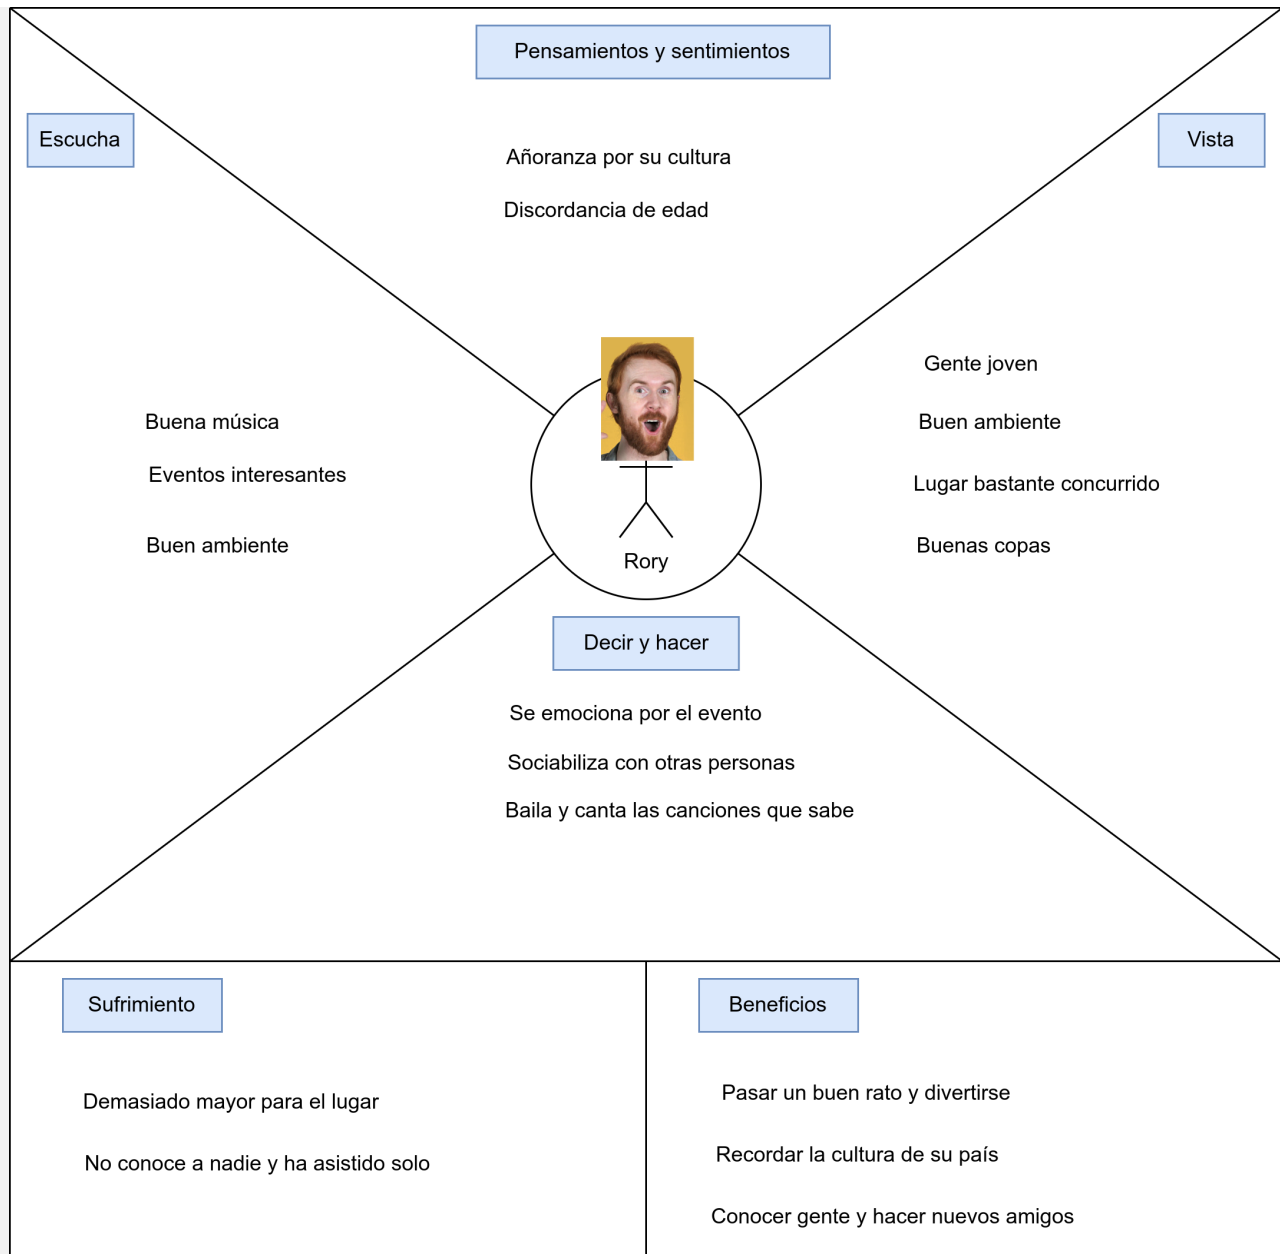 Pensamientos y sentimientos
Escucha
Vista
Añoranza por su cultura
Discordancia de edad
Buena música
Eventos interesantes
Buen ambiente
Gente joven
Buen ambiente
Lugar bastante concurrido
Buenas copas
Rory
Decir y hacer
Se emociona por el evento
Sociabiliza con otras personas
Baila y canta las canciones que sabe
Sufrimiento
Demasiado mayor para el lugar
No conoce a nadie y ha asistido solo
Beneficios
Pasar un buen rato y divertirse
Recordar la cultura de su país
Conocer gente y hacer nuevos amigos